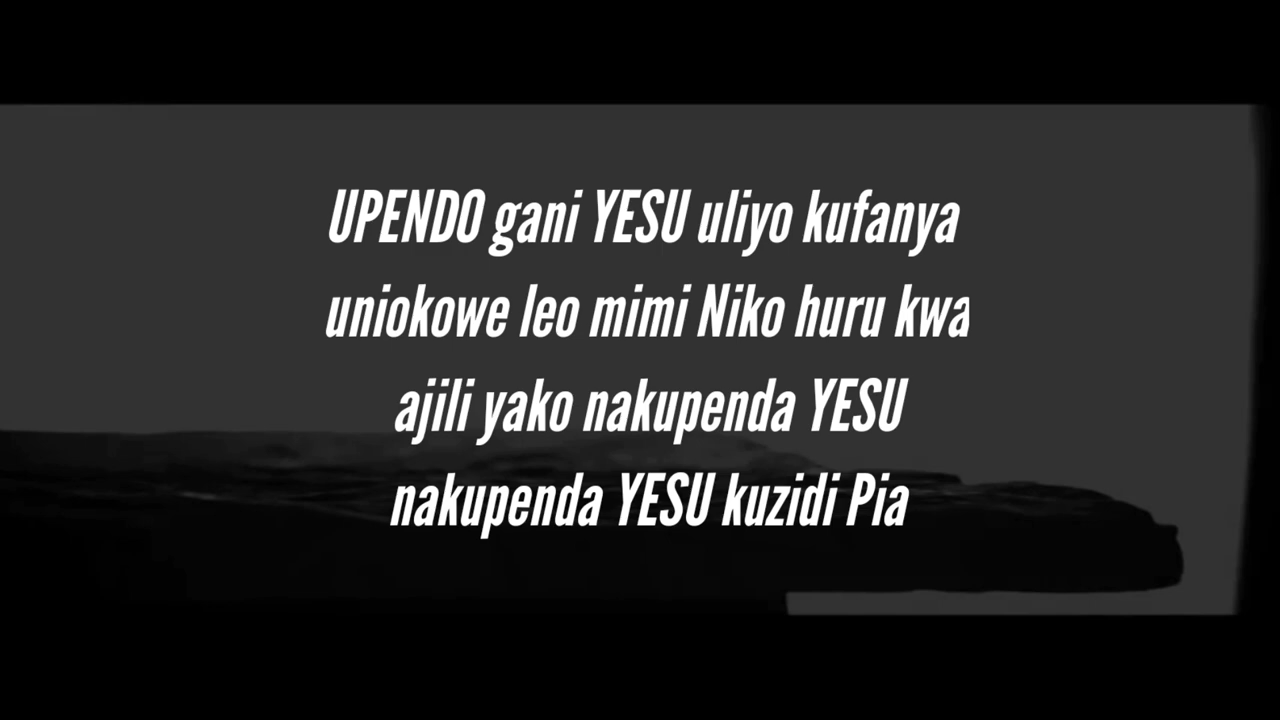 UPENDO gani YESU uliyo kufanya
uniokowe leo mimi Niko huru kwa
ajili yako nakupenda YESU
nakupenda YESU kuzidi Pia